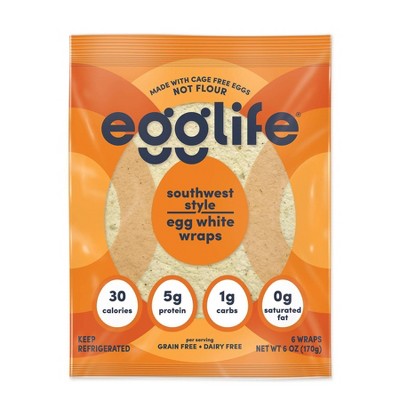 MADE WITH CAGE FREE EGGS
NOT FLOUR
egglife®
southwest
style
egg white
wraps
30
calories
5g
protein
1g
carbs
0g
saturated
fat
KEEP
REFRIGERATED
per serving
GRAIN FREE • DAIRY FREE
6 WRAPS
NET WT 6 OZ (170g)